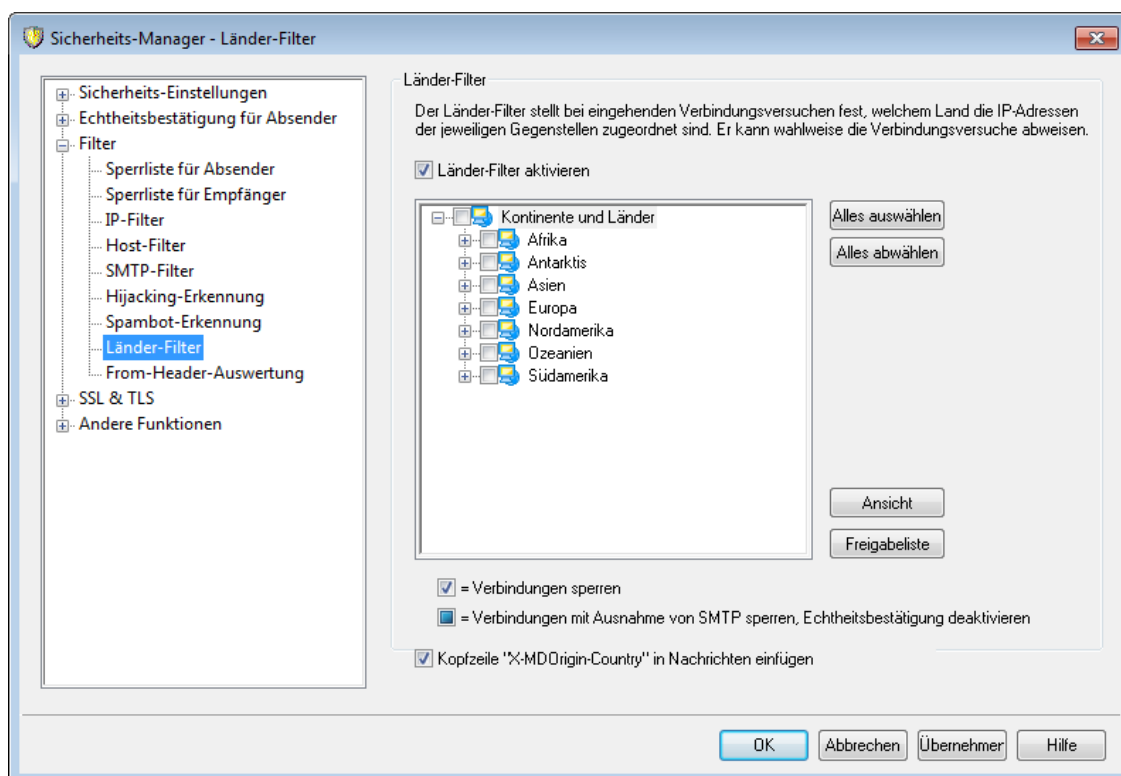 Sicherheits-Manager - Länder-Filter
Sicherheits-Einstellungen
Echtheitsbestätigung für Absender
Filter
Sperrliste für Absender
Sperrliste für Empfänger
IP-Filter
Host-Filter
SMTP-Filter
Hijacking-Erkennung
Spambot-Erkennung
Länder-Filter
From-Header-Auswertung
SSL & TLS
Andere Funktionen
Länder-Filter
Der Länder-Filter stellt bei eingehenden Verbindungsversuchen fest, welchem Land die IP-Adressen
der jeweiligen Gegenstellen zugeordnet sind. Er kann wahlweise die Verbindungsversuche abweisen.
Länder-Filter aktivieren
Kontinente und Länder
Afrika
Antarktis
Asien
Europa
Nordamerika
Ozeanien
Südamerika
Alles auswählen
Alles abwählen
Ansicht
Freigabeliste
= Verbindungen sperren
= Verbindungen mit Ausnahme von SMTP sperren, Echtheitsbestätigung deaktivieren
Kopfzeile "X-MDOrigin-Country" in Nachrichten einfügen
OK
Abbrechen
Übernehmer
Hilfe